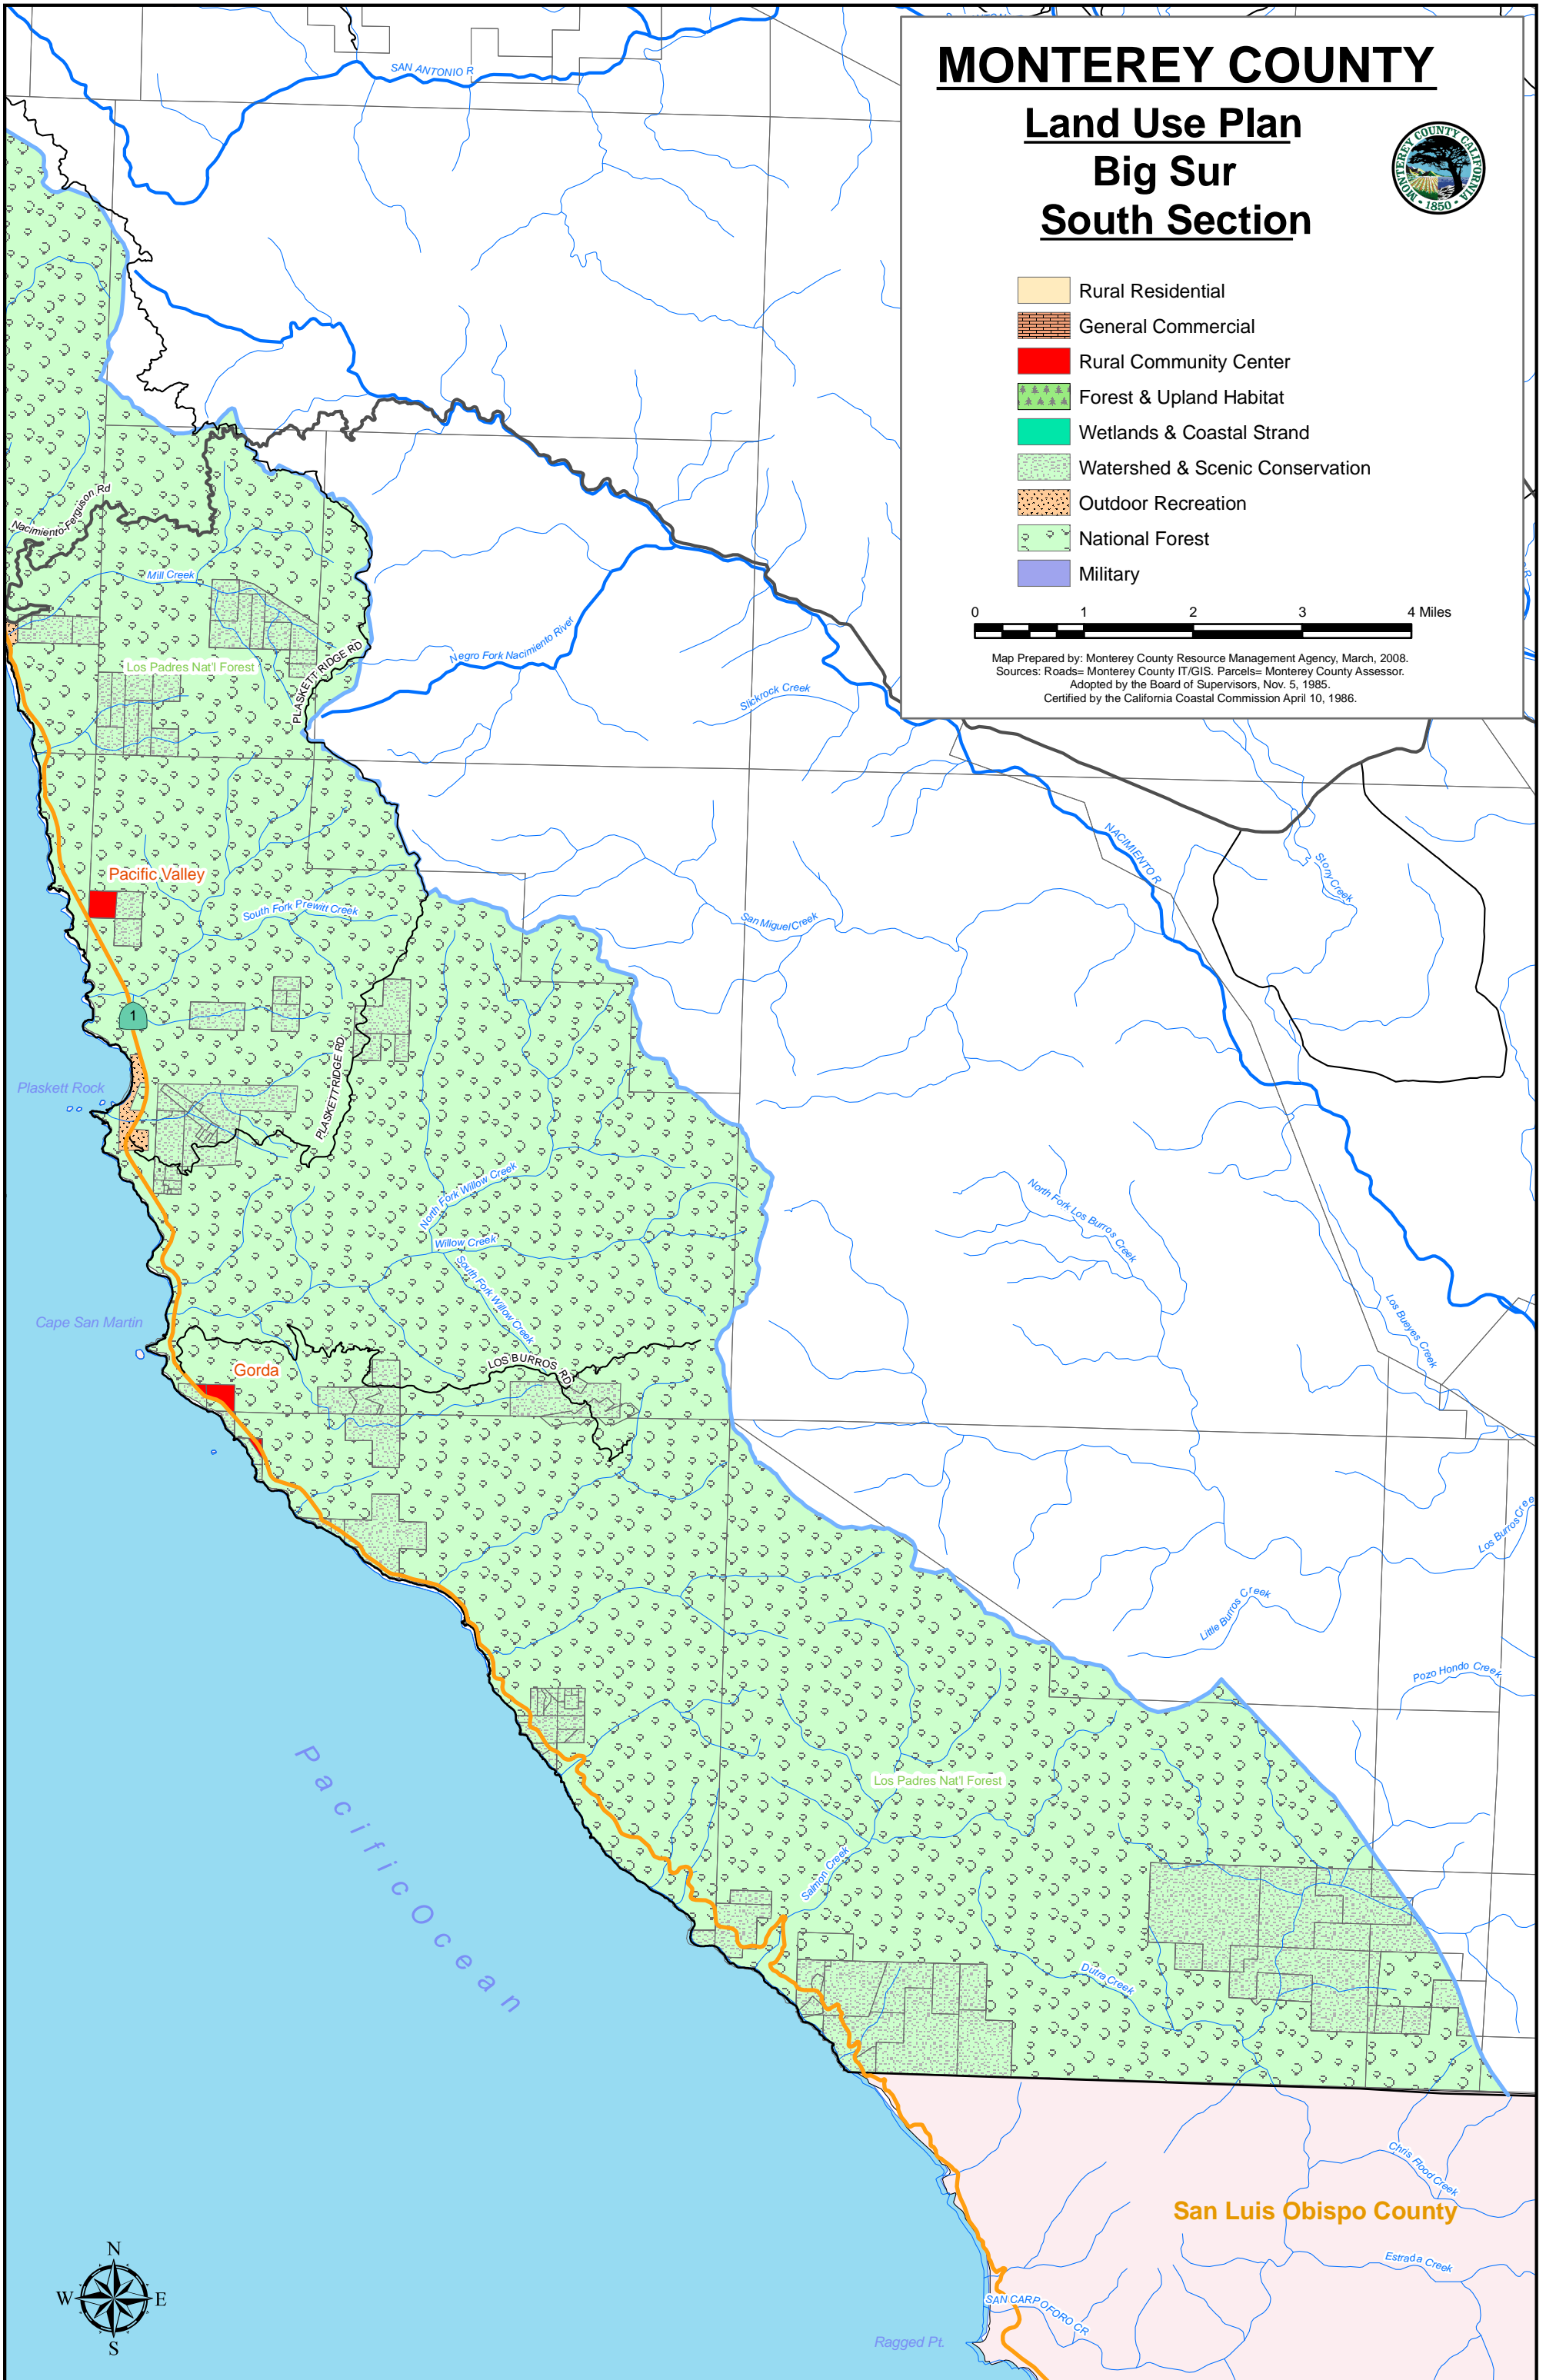 MONTEREY COUNTY
Land Use Plan
Big Sur
South Section
MONTEREY COUNTY CALIFORNIA
• 1850 •
Rural Residential
General Commercial
Rural Community Center
Forest & Upland Habitat
Wetlands & Coastal Strand
Watershed & Scenic Conservation
Outdoor Recreation
National Forest
Military
0 1 2 3 4 Miles
Map Prepared by: Monterey County Resource Management Agency, March, 2008.
Sources: Roads= Monterey County IT/GIS. Parcels= Monterey County Assessor.
Adopted by the Board of Supervisors, Nov. 5, 1985.
Certified by the California Coastal Commission April 10, 1986.
SAN ANTONIO R
Nacimiento-Ferguson Rd
Mill Creek
Los Padres Nat'l Forest
PLASKETT RIDGE RD
Negro Fork Nacimiento River
Slickrock Creek
NACIMIENTO R
Stony Creek
Pacific Valley
South Fork Prewitt Creek
San Miguel Creek
1
Plaskett Rock
PLASKETT RIDGE RD
North Fork Willow Creek
Willow Creek
South Fork Willow Creek
North Fork Los Burros Creek
Los Bueyes Creek
Cape San Martin
Gorda
LOS BURROS RD
Los Burros Cree
Little Burros Creek
Pozo Hondo Creek
Pacific Ocean
Los Padres Nat'l Forest
Salmon Creek
Dutra Creek
Chris Flood Creek
San Luis Obispo County
Estrada Creek
SAN CARPOFORO CR
Ragged Pt.
N
W E
S